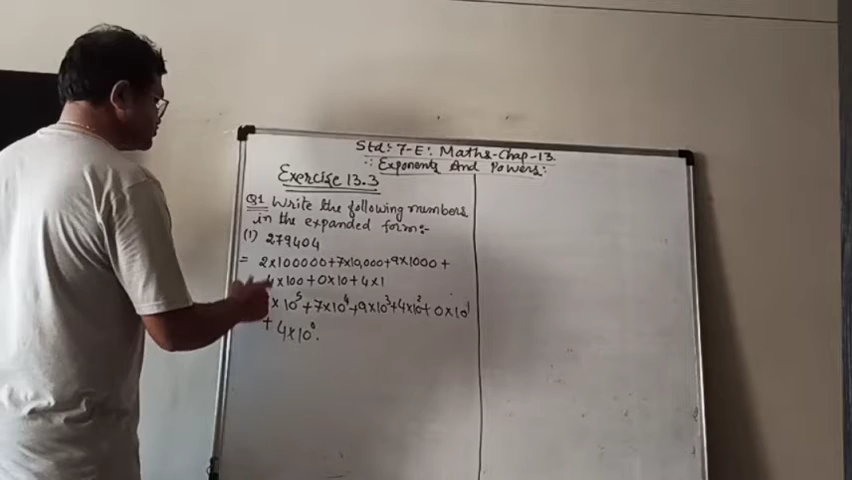 Std:- 7-E: Maths-Chap-13.
:: Exponents And Powers:-
Exercise 13.3
Q1 Write the following numbers
in the expanded form:-
(1) 279404
= 2×100000+7×10,000+9×1000+
4×100+0×10+4×1
×10⁵+7×10⁴+9×10³+4×10²+0×10¹
+ 4×10⁰.